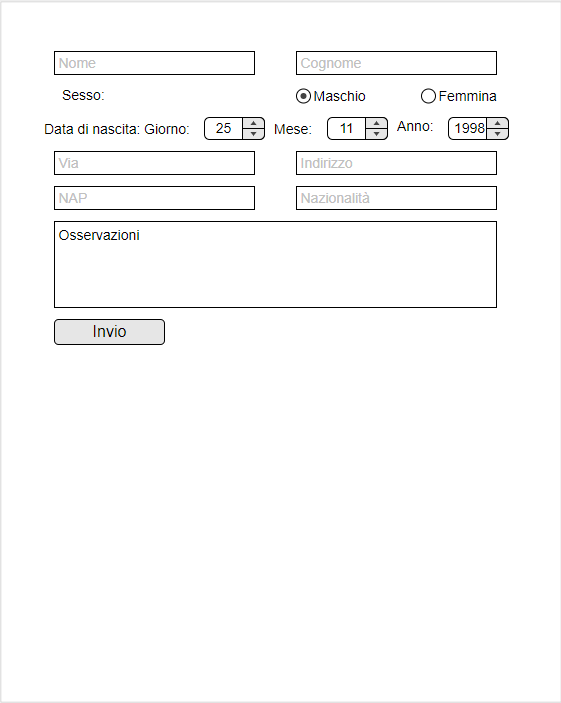 Nome Cognome
Sesso: Maschio Femmina
Data di nascita: Giorno: 25 Mese: 11 Anno: 1998
Via Indirizzo
NAP Nazionalità
Osservazioni
Invio